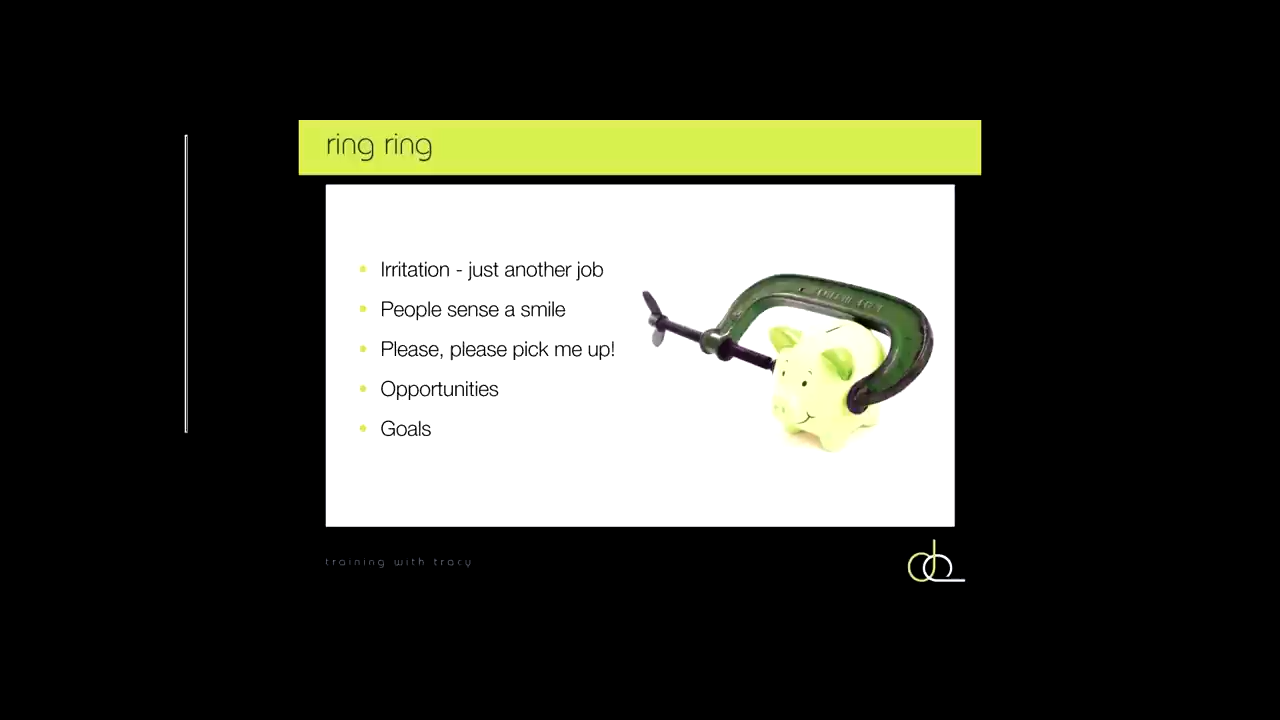 ring ring
Irritation - just another job
People sense a smile
Please, please pick me up!
Opportunities
Goals
training with tracy